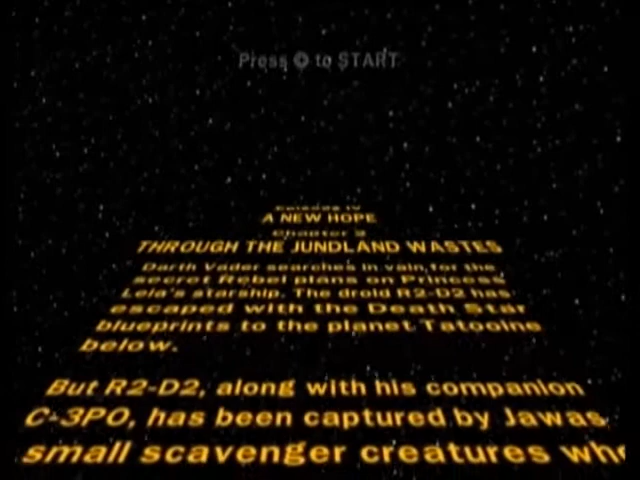 Press to START
Episode IV
A NEW HOPE
Chapter 2
THROUGH THE JUNDLAND WASTES
Darth Vader searches in vain for the
secret Rebel plans on Princess
Leia's starship. The droid R2-D2 has
escaped with the Death Star
blueprints to the planet Tatooine
below.
But R2-D2, along with his companion
C-3PO, has been captured by Jawas,
small scavenger creatures who